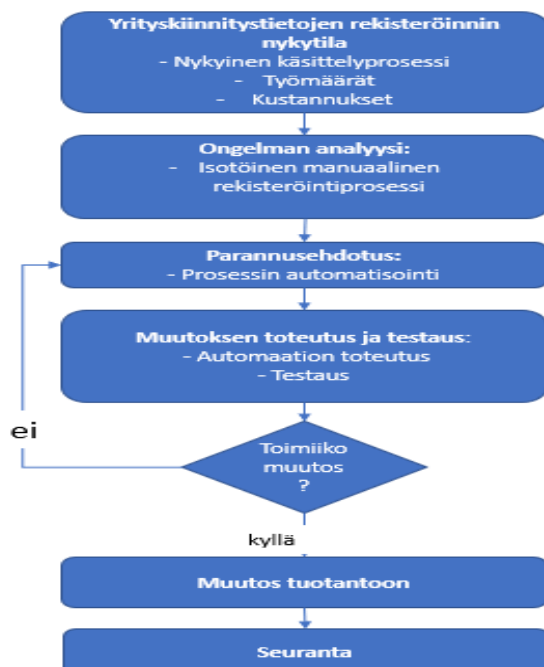 Yrityskiinnitystietojen rekisteröinnin
nykytila
- Nykyinen käsittelyprosessi
- Työmäärät
- Kustannukset
Ongelman analyysi:
- Isotöinen manuaalinen
rekisteröintiprosessi
Parannusehdotus:
- Prosessin automatisointi
Muutoksen toteutus ja testaus:
- Automaation toteutus
- Testaus
ei
Toimiiko
muutos
?
kyllä
Muutos tuotantoon
Seuranta